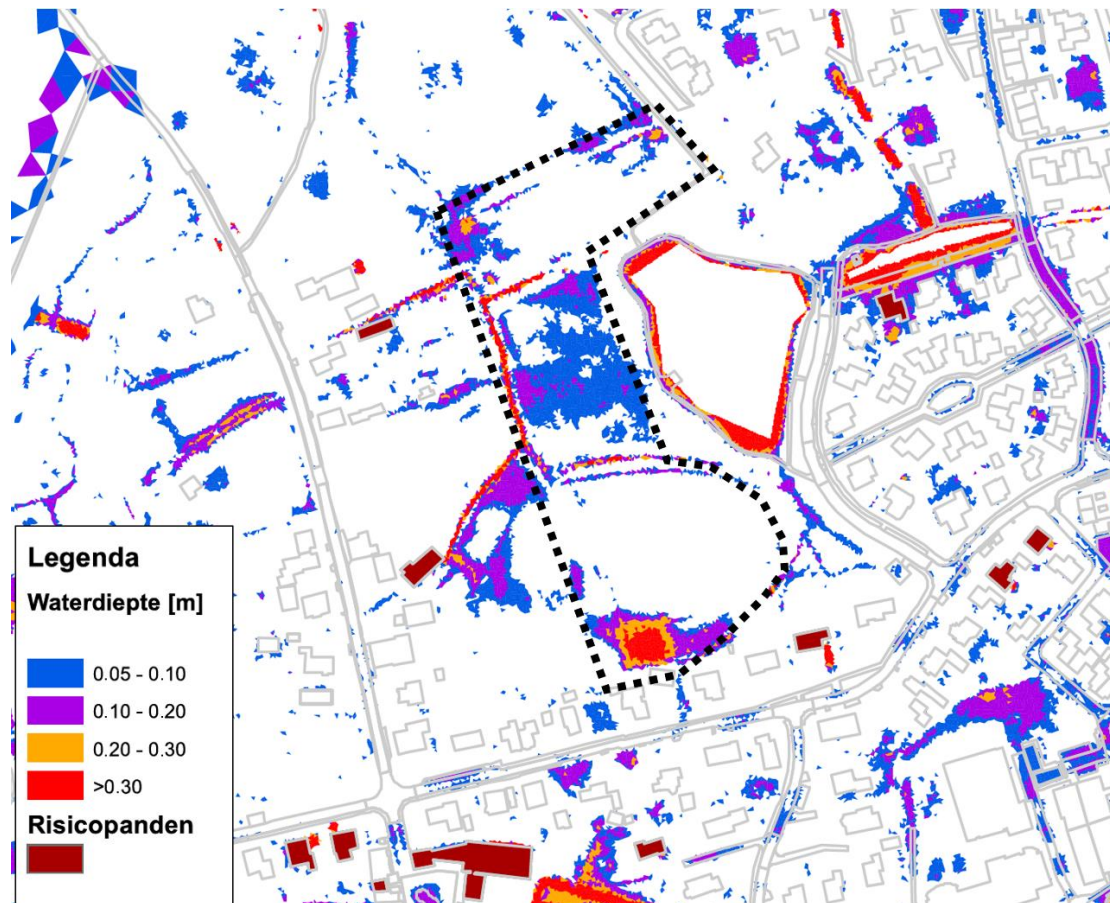 Legenda
Waterdiepte [m]
0.05 - 0.10
0.10 - 0.20
0.20 - 0.30
>0.30
Risicopanden